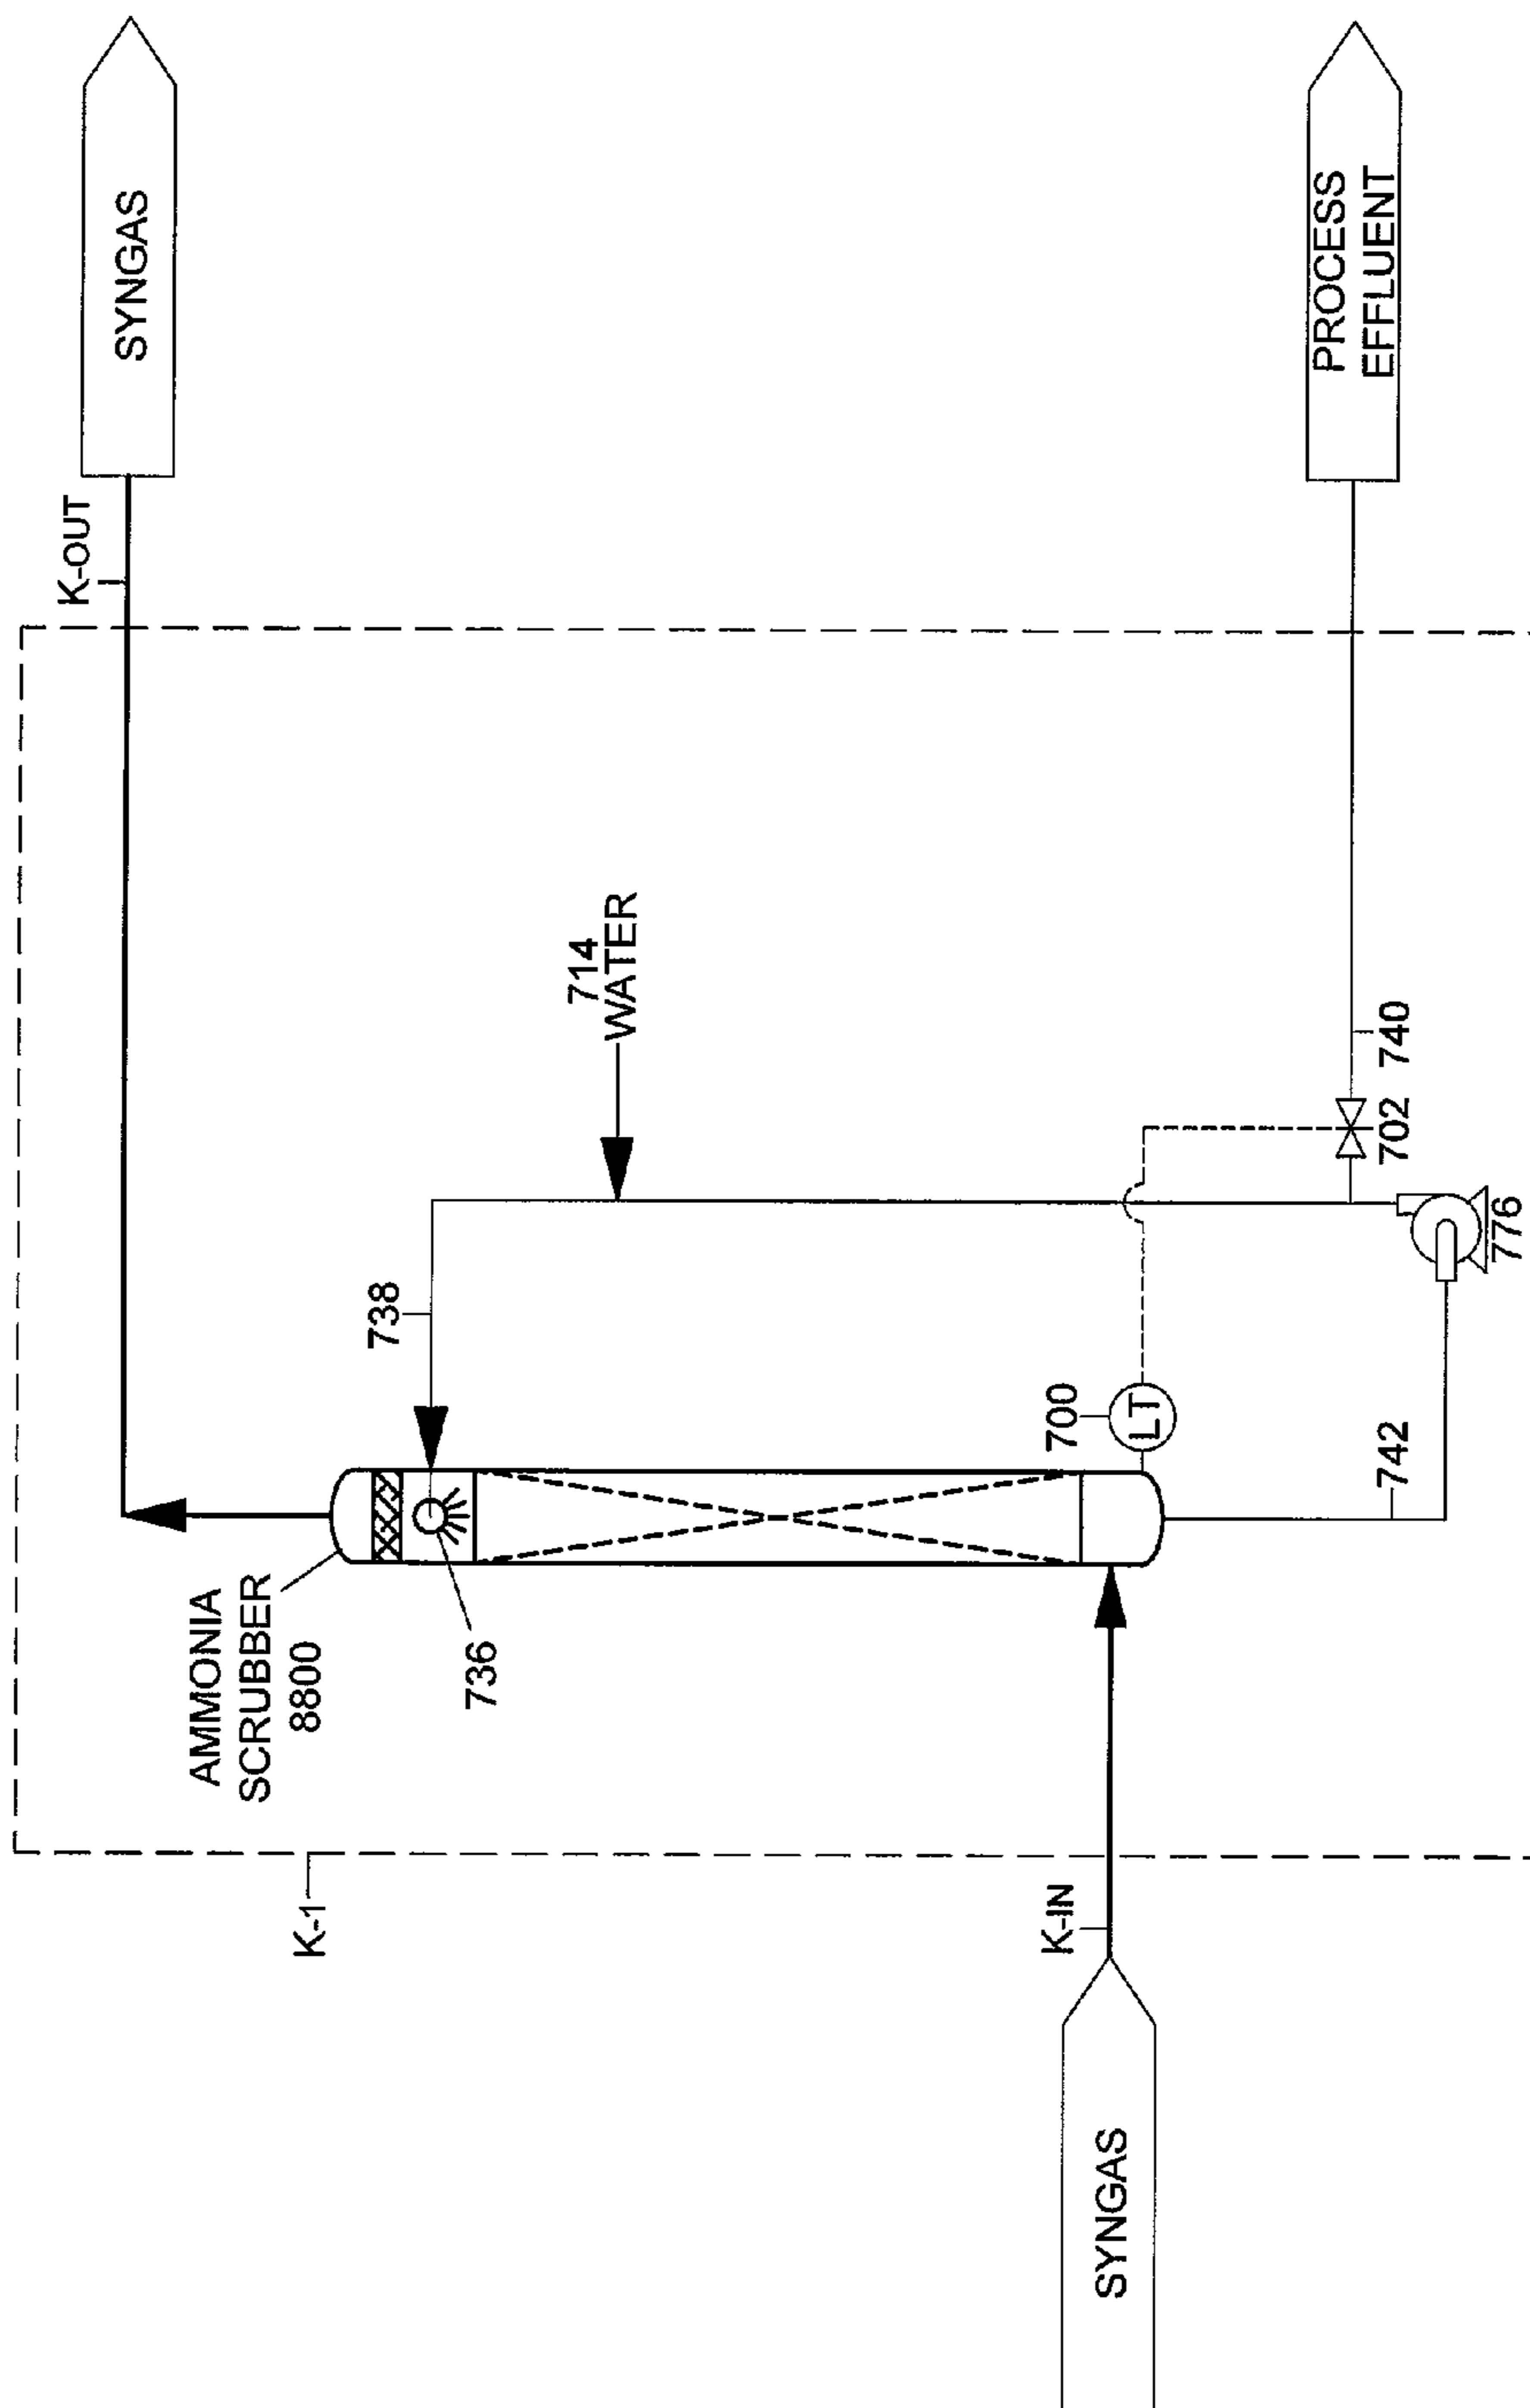 SYNGAS
K-OUT
K-1
AMMONIA
SCRUBBER
8800
738
736
714
WATER
K-IN
SYNGAS
700
LT
742
702
740
776
PROCESS
EFFLUENT